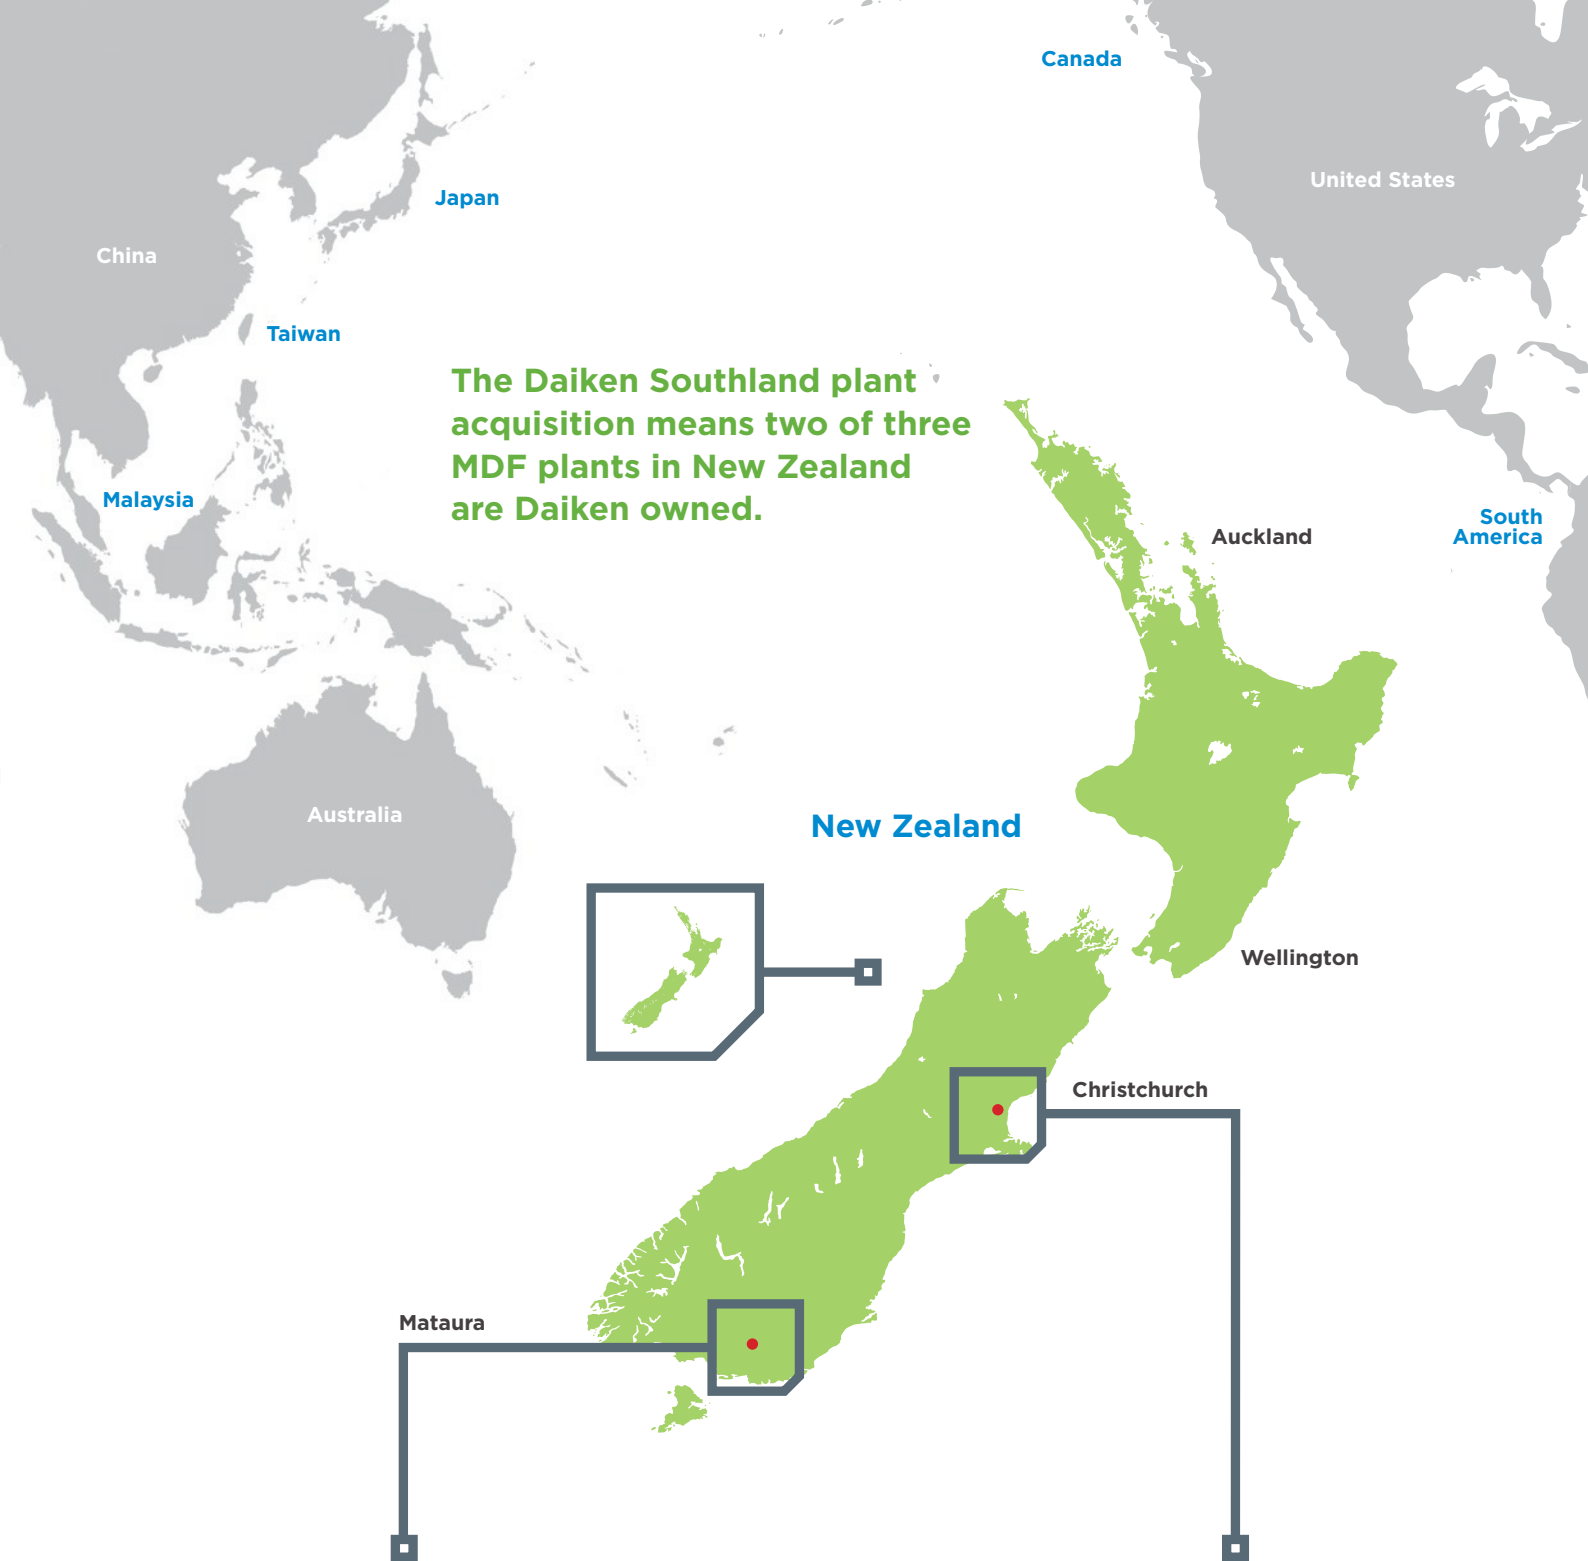 Canada
United States
Japan
China
Taiwan
The Daiken Southland plant
acquisition means two of three
MDF plants in New Zealand
are Daiken owned.
Malaysia
South
America
Auckland
Australia
New Zealand
Wellington
Christchurch
Mataura